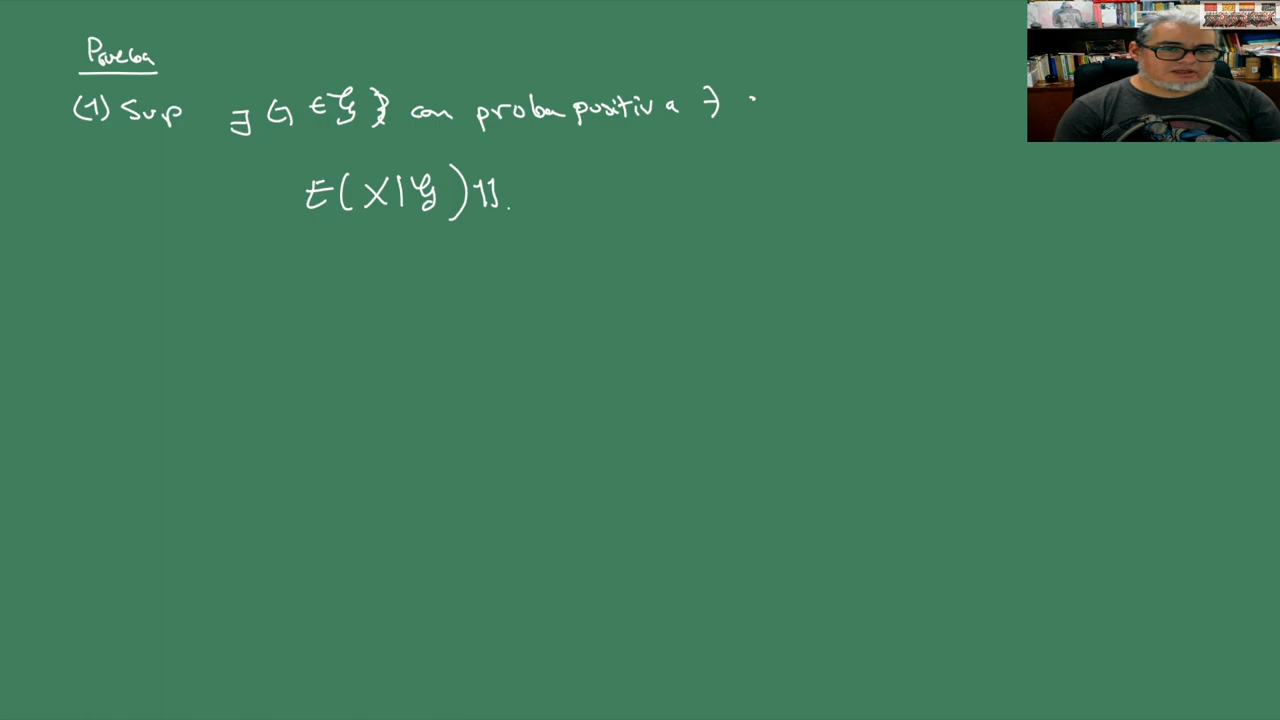 Prueba
(1) Sup ∃ G ∈ 𝒢 } con proba positiva ∋ ·
E(X|𝒢)𝟙.